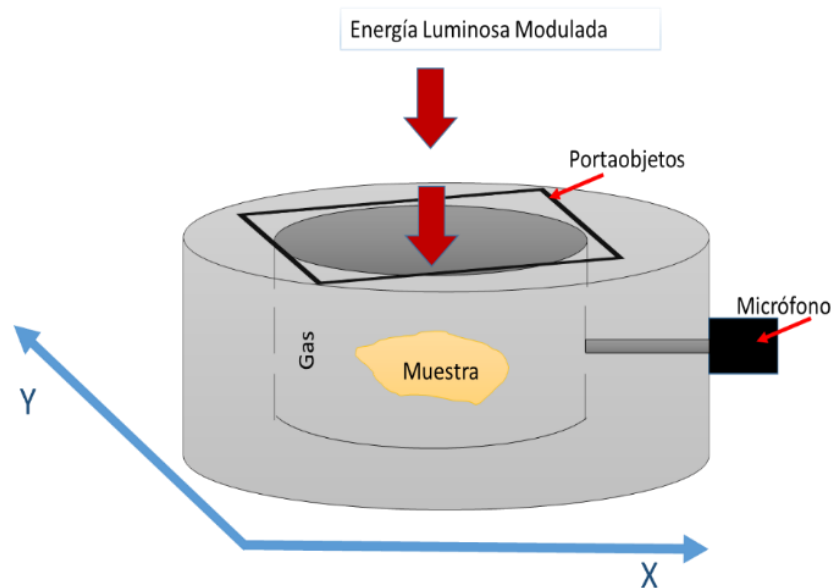 Energía Luminosa Modulada
Portaobjetos
Micrófono
Gas
Muestra
Y
X